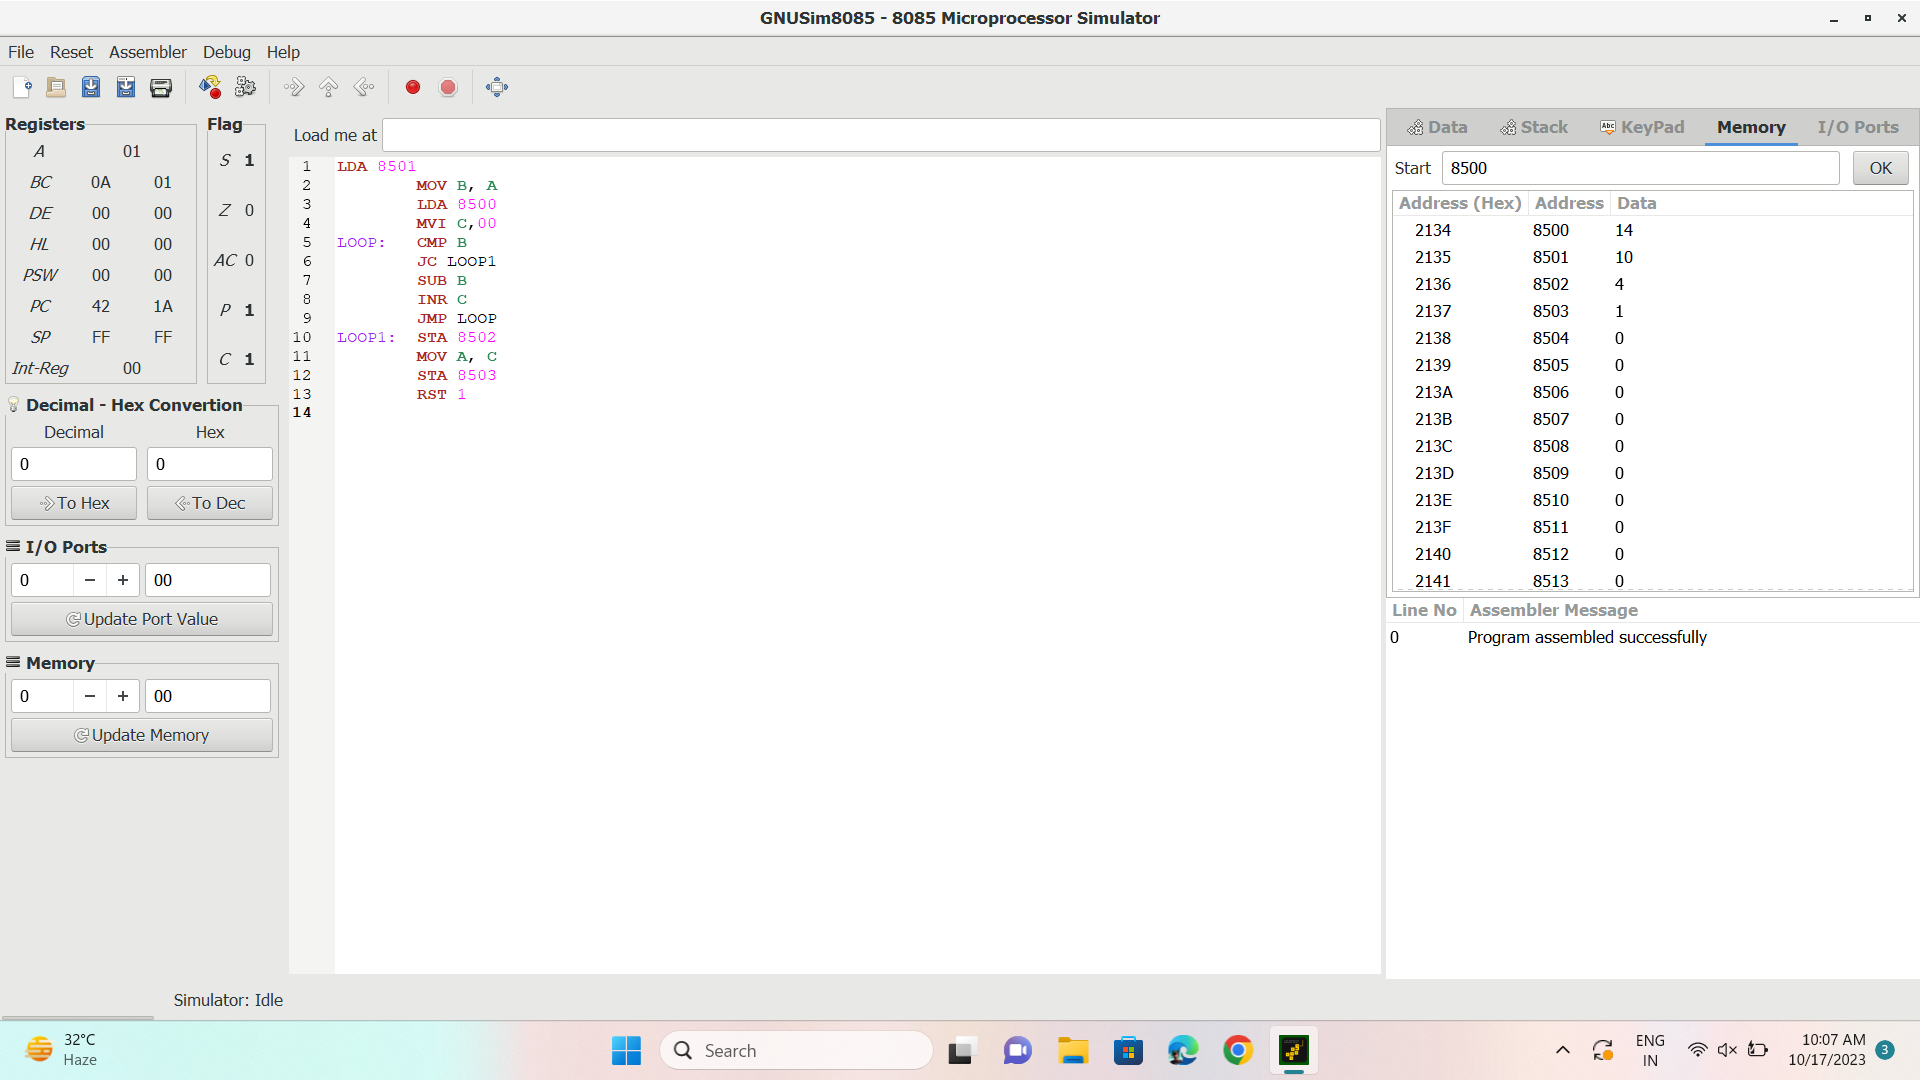 GNUSim8085 - 8085 Microprocessor Simulator
File Reset Assembler Debug Help
Registers
A 01
BC 0A 01
DE 00 00
HL 00 00
PSW 00 00
PC 42 1A
SP FF FF
Int-Reg 00
Flag
S 1
Z 0
AC 0
P 1
C 1
Decimal - Hex Convertion
Decimal Hex
0 0
To Hex To Dec
I/O Ports
0 − + 00
Update Port Value
Memory
0 − + 00
Update Memory
Load me at
1 LDA 8501
2 MOV B, A
3 LDA 8500
4 MVI C,00
5 LOOP: CMP B
6 JC LOOP1
7 SUB B
8 INR C
9 JMP LOOP
10 LOOP1: STA 8502
11 MOV A, C
12 STA 8503
13 RST 1
14
Data Stack Abc KeyPad Memory I/O Ports
Start 8500 OK
Address (Hex) Address Data
2134 8500 14
2135 8501 10
2136 8502 4
2137 8503 1
2138 8504 0
2139 8505 0
213A 8506 0
213B 8507 0
213C 8508 0
213D 8509 0
213E 8510 0
213F 8511 0
2140 8512 0
2141 8513 0
Line No Assembler Message
0 Program assembled successfully
Simulator: Idle
32°C
Haze
Search
ENG
IN
10:07 AM
10/17/2023
3